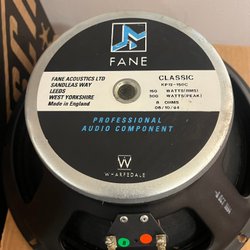 FANE
FANE ACOUSTICS LTD
SANDLEAS WAY
LEEDS
WEST YORKSHIRE
Made in England
CLASSIC
150 WATTS(RMS)
300 WATTS(PEAK)
8 OHMS
PROFESSIONAL
AUDIO COMPONENT
WHARFEDALE